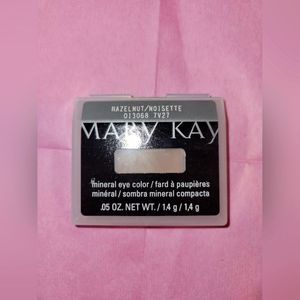 HAZELNUT/NOISETTE
013068 7V27
MARY KAY
mineral eye color / fard à paupières
minéral / sombra mineral compacta
.05 OZ. NET WT. / 1,4 g / 1,4 g